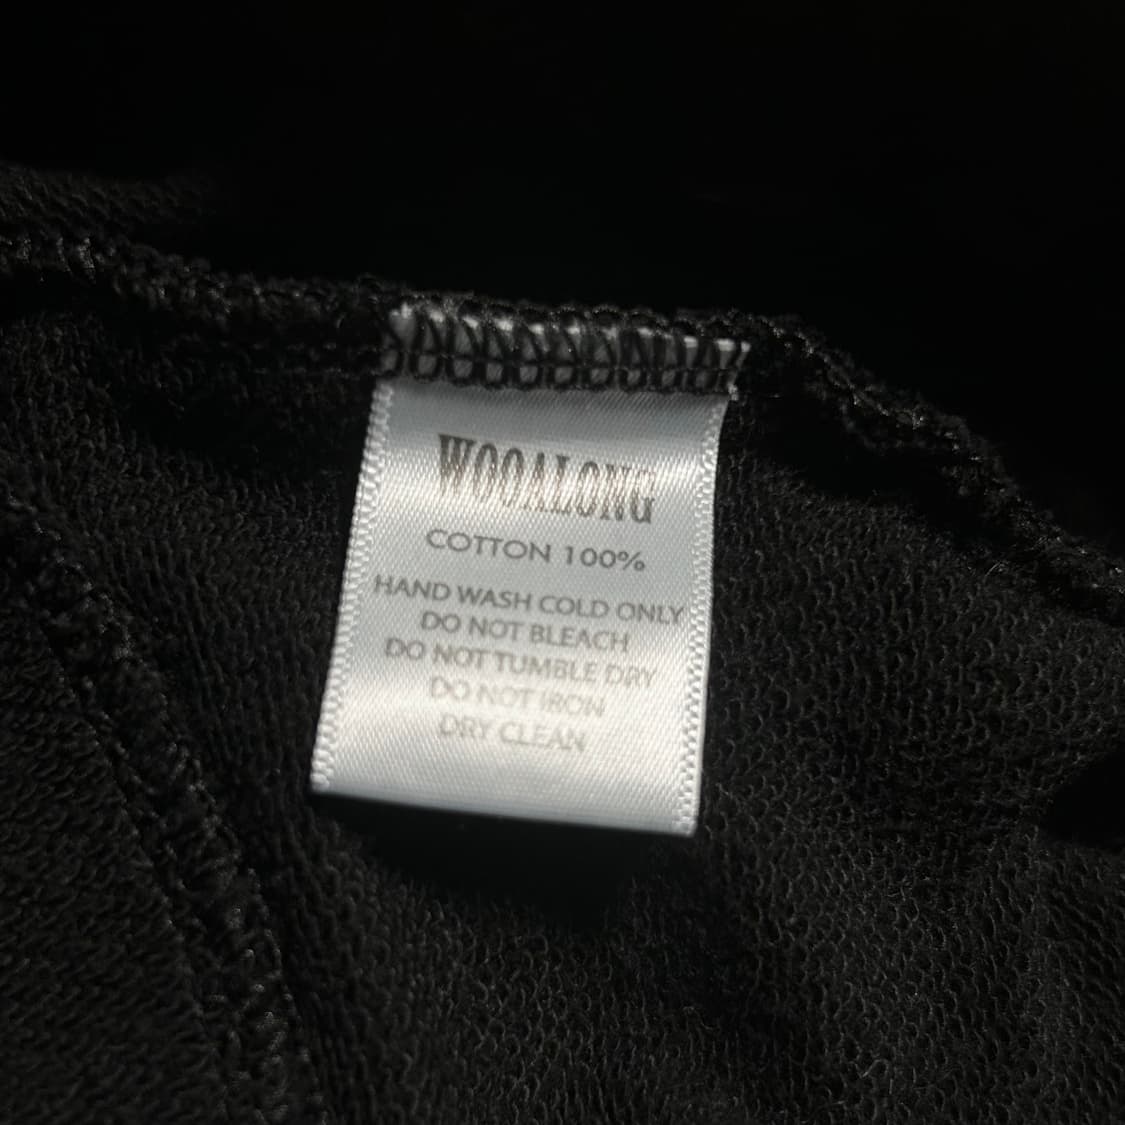 WOOALONG
COTTON 100%
HAND WASH COLD ONLY
DO NOT BLEACH
DO NOT TUMBLE DRY
DO NOT IRON
DRY CLEAN